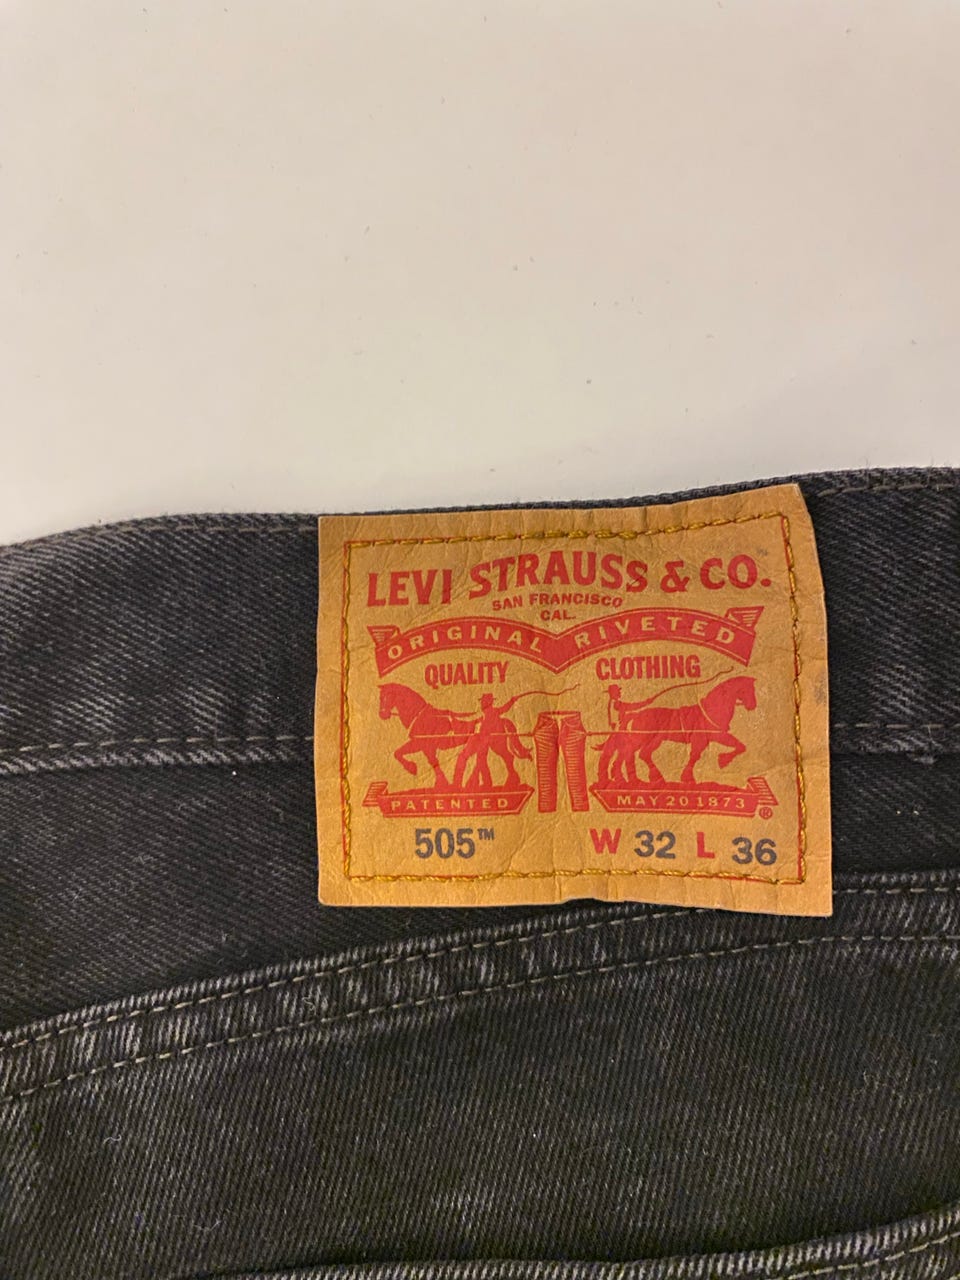 LEVI STRAUSS & CO.
SAN FRANCISCO
CAL.
ORIGINAL RIVETED
QUALITY CLOTHING
PATENTED MAY 20 1873 ®
505™ W 32 L 36